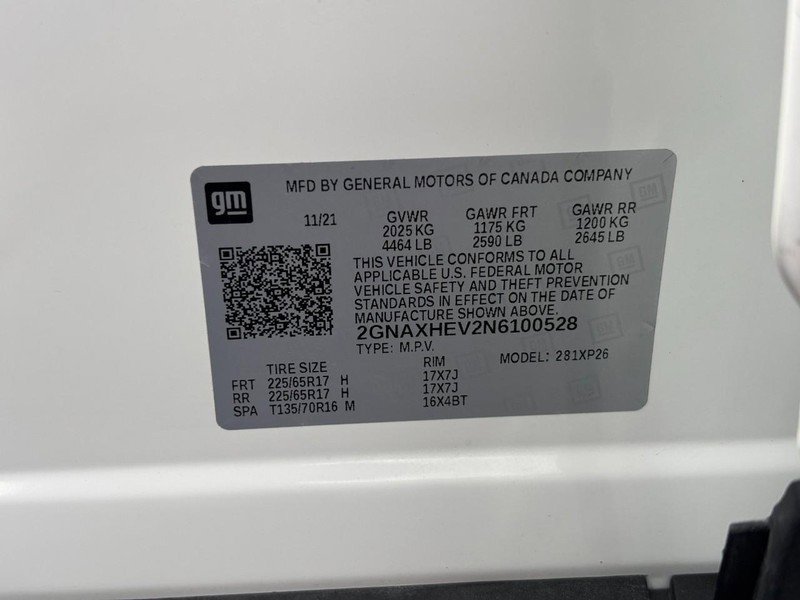 gm
MFD BY GENERAL MOTORS OF CANADA COMPANY
11/21 GVWR GAWR FRT GAWR RR
2025 KG 1175 KG 1200 KG
4464 LB 2590 LB 2645 LB
THIS VEHICLE CONFORMS TO ALL
APPLICABLE U.S. FEDERAL MOTOR
VEHICLE SAFETY AND THEFT PREVENTION
STANDARDS IN EFFECT ON THE DATE OF
MANUFACTURE SHOWN ABOVE.
2GNAXHEV2N6100528
TYPE: M.P.V. MODEL: 281XP26
TIRE SIZE RIM
FRT 225/65R17 H 17X7J
RR 225/65R17 H 17X7J
SPA T135/70R16 M 16X4BT